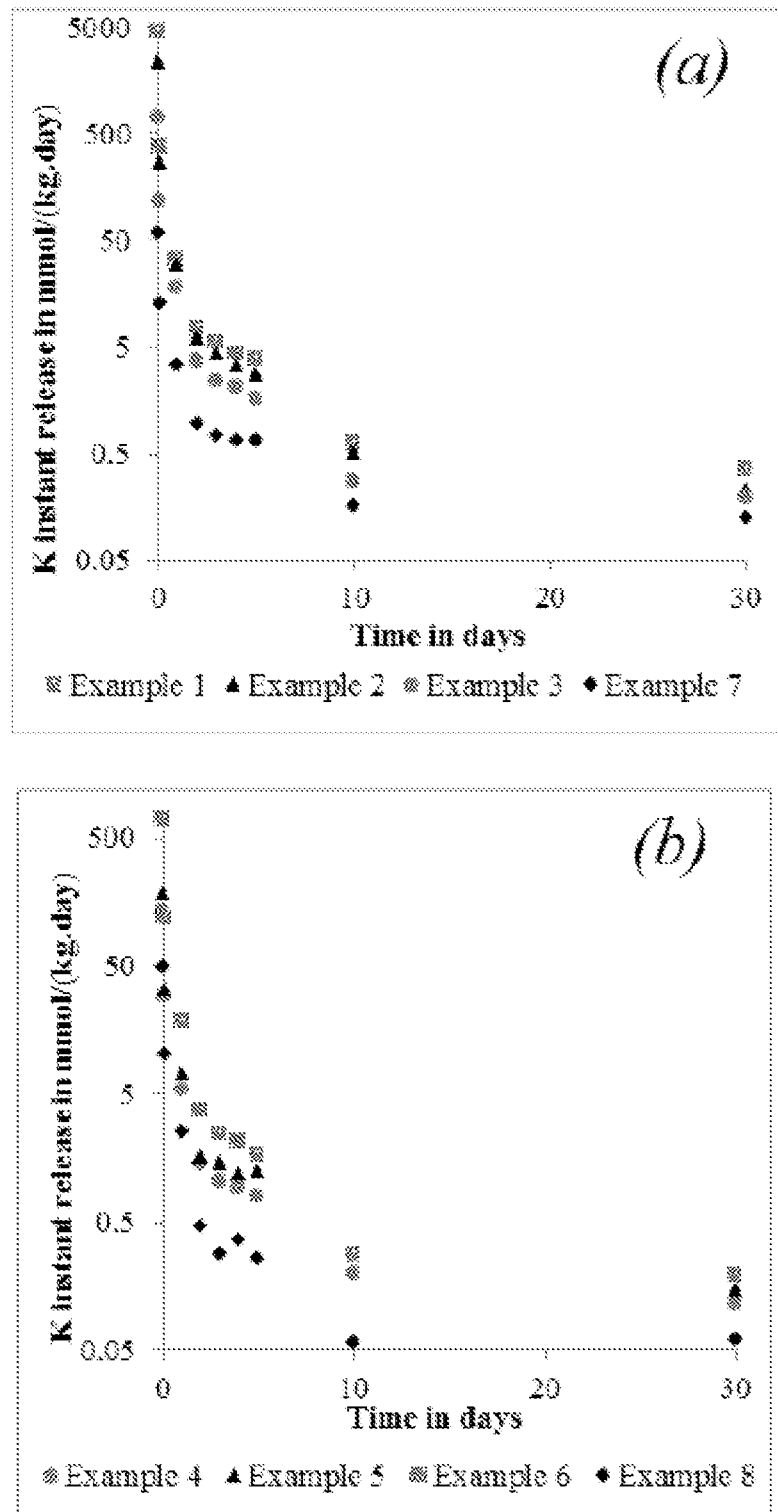 (a)
K instant release in mmol/(kg.day)
5000
500
50
5
0.5
0.05
0 10 20 30
Time in days
Example 1 Example 2 Example 3 Example 7
(b)
K instant release in mmol/(kg.day)
500
50
5
0.5
0.05
0 10 20 30
Time in days
Example 4 Example 5 Example 6 Example 8